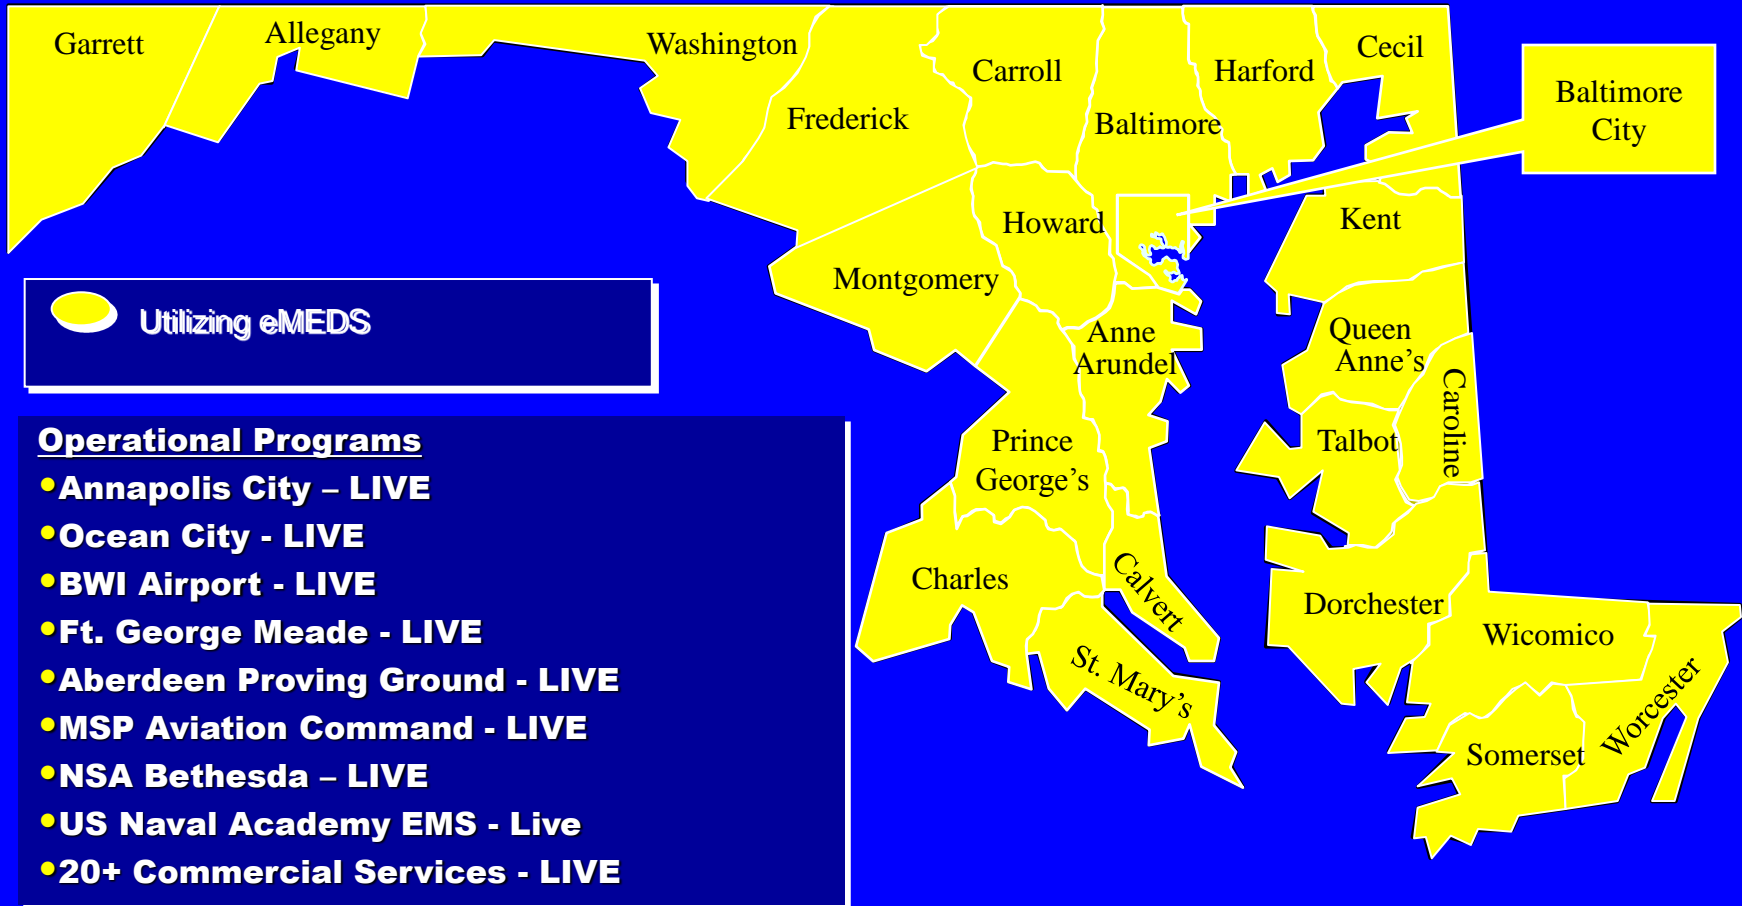 Garrett
Allegany
Washington
Frederick
Carroll
Baltimore
Harford
Cecil
Baltimore
City
Howard
Montgomery
Kent
Anne
Arundel
Queen
Anne’s
Caroline
Talbot
Prince
George’s
Charles
Calvert
St. Mary’s
Dorchester
Wicomico
Worcester
Somerset
Utilizing eMEDS
Operational Programs
•Annapolis City – LIVE
•Ocean City - LIVE
•BWI Airport - LIVE
•Ft. George Meade - LIVE
•Aberdeen Proving Ground - LIVE
•MSP Aviation Command - LIVE
•NSA Bethesda – LIVE
•US Naval Academy EMS - Live
•20+ Commercial Services - LIVE